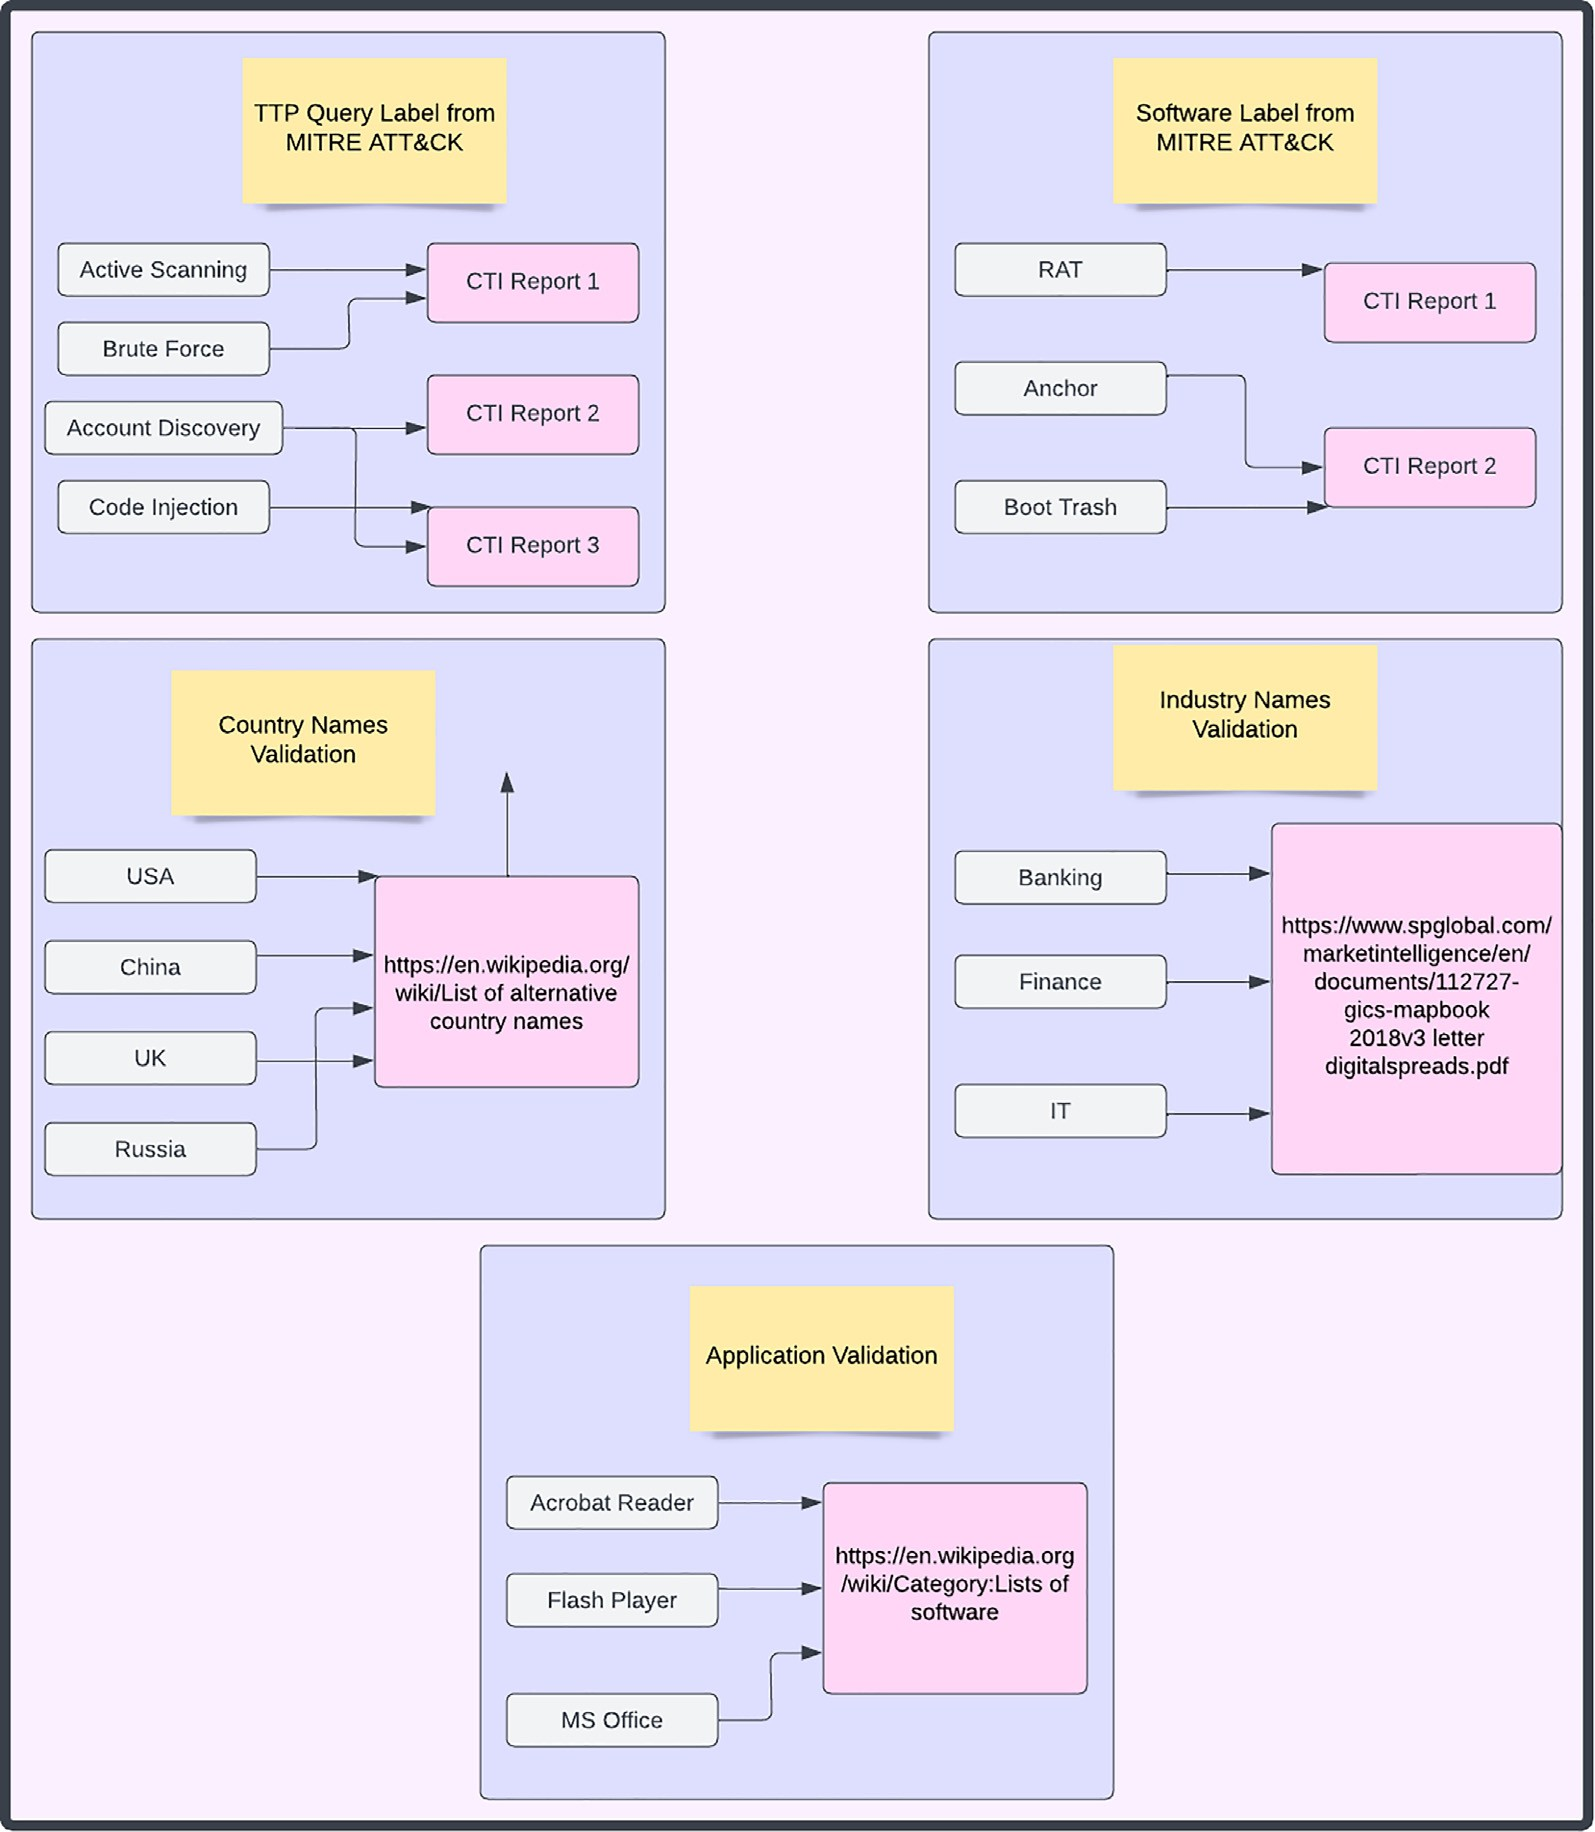 TTP Query Label from
MITRE ATT&CK
Active Scanning
Brute Force
Account Discovery
Code Injection
CTI Report 1
CTI Report 2
CTI Report 3
Software Label from
MITRE ATT&CK
RAT
Anchor
Boot Trash
CTI Report 1
CTI Report 2
Country Names
Validation
USA
China
UK
Russia
https://en.wikipedia.org/
wiki/List of alternative
country names
Industry Names
Validation
Banking
Finance
IT
https://www.spglobal.com/
marketintelligence/en/
documents/112727-
gics-mapbook
2018v3 letter
digitalspreads.pdf
Application Validation
Acrobat Reader
Flash Player
MS Office
https://en.wikipedia.org
/wiki/Category:Lists of
software